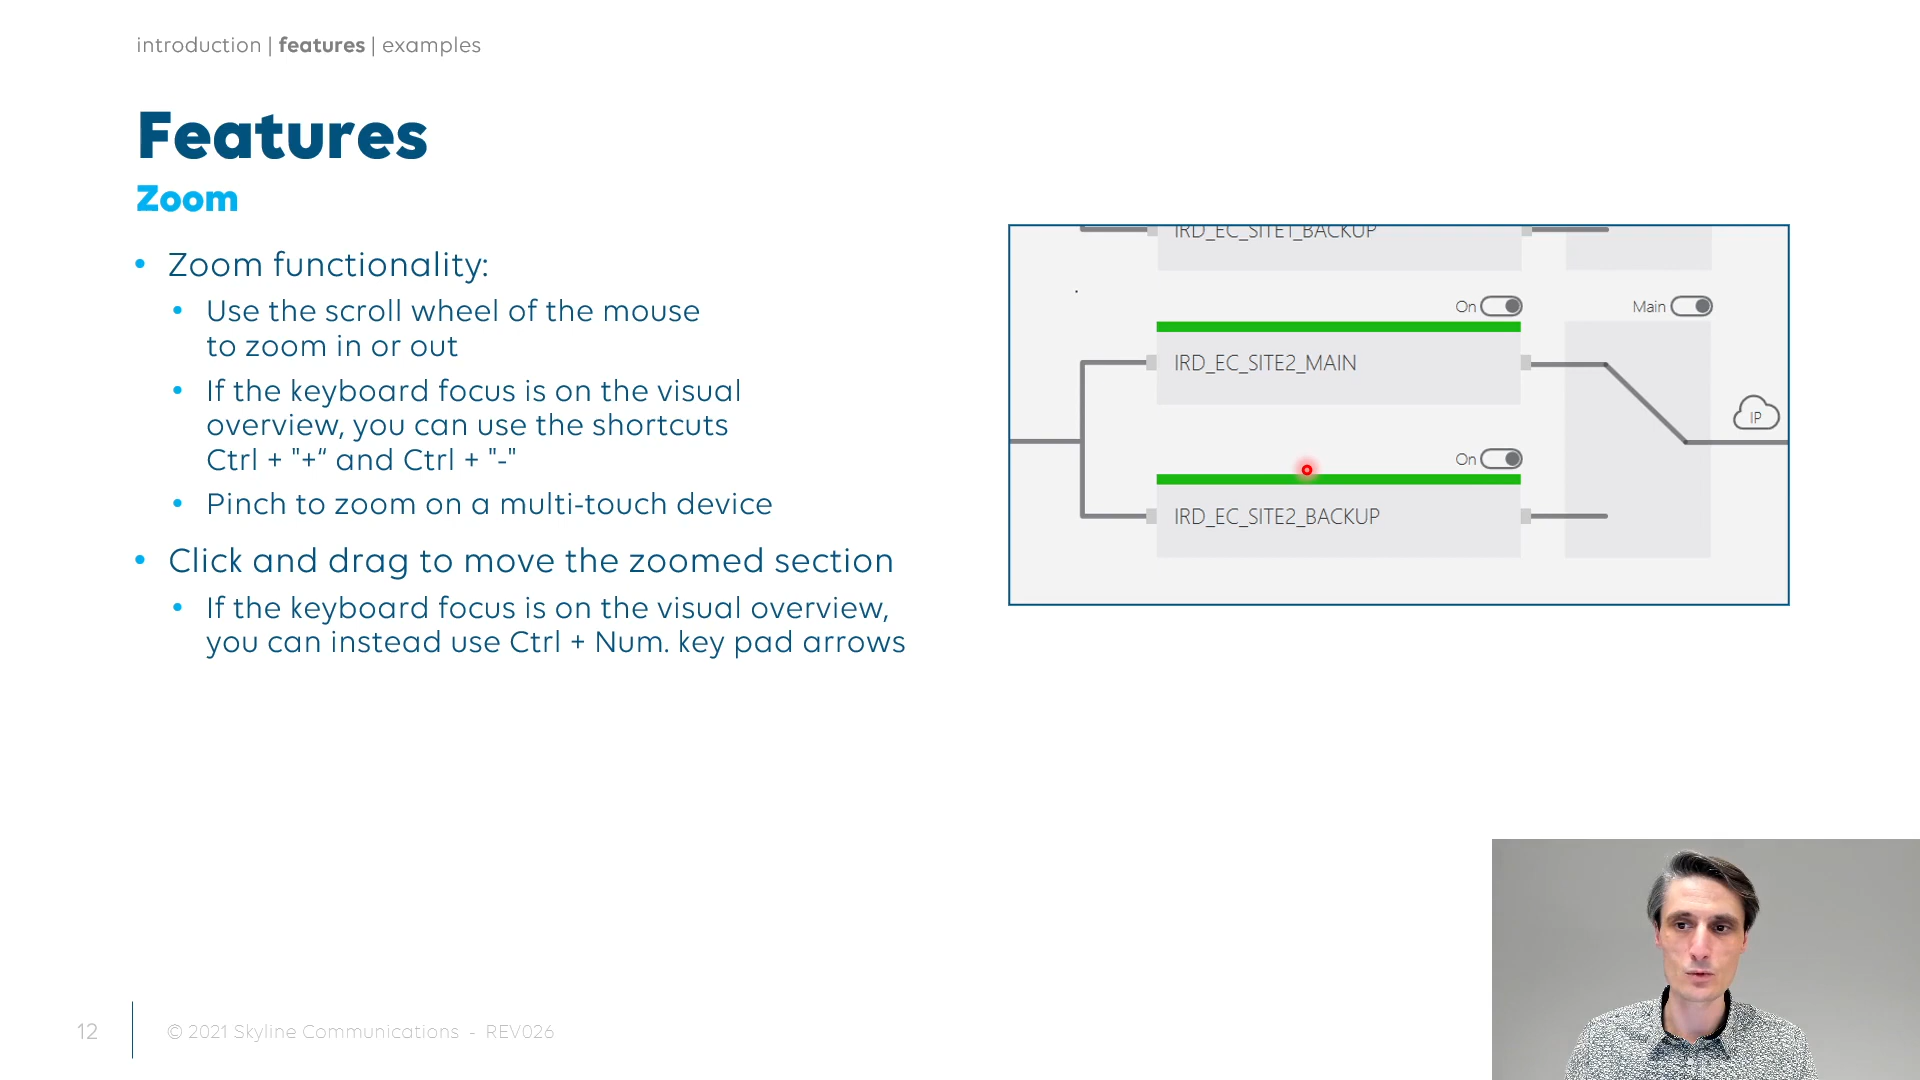 introduction | features | examples
Features
Zoom
• Zoom functionality:
• Use the scroll wheel of the mouse
to zoom in or out
• If the keyboard focus is on the visual
overview, you can use the shortcuts
Ctrl + "+“ and Ctrl + "-"
• Pinch to zoom on a multi-touch device
• Click and drag to move the zoomed section
• If the keyboard focus is on the visual overview,
you can instead use Ctrl + Num. key pad arrows
IRD_EC_SITE1_BACKUP
On
Main
IRD_EC_SITE2_MAIN
IP
On
IRD_EC_SITE2_BACKUP
12
© 2021 Skyline Communications - REV026